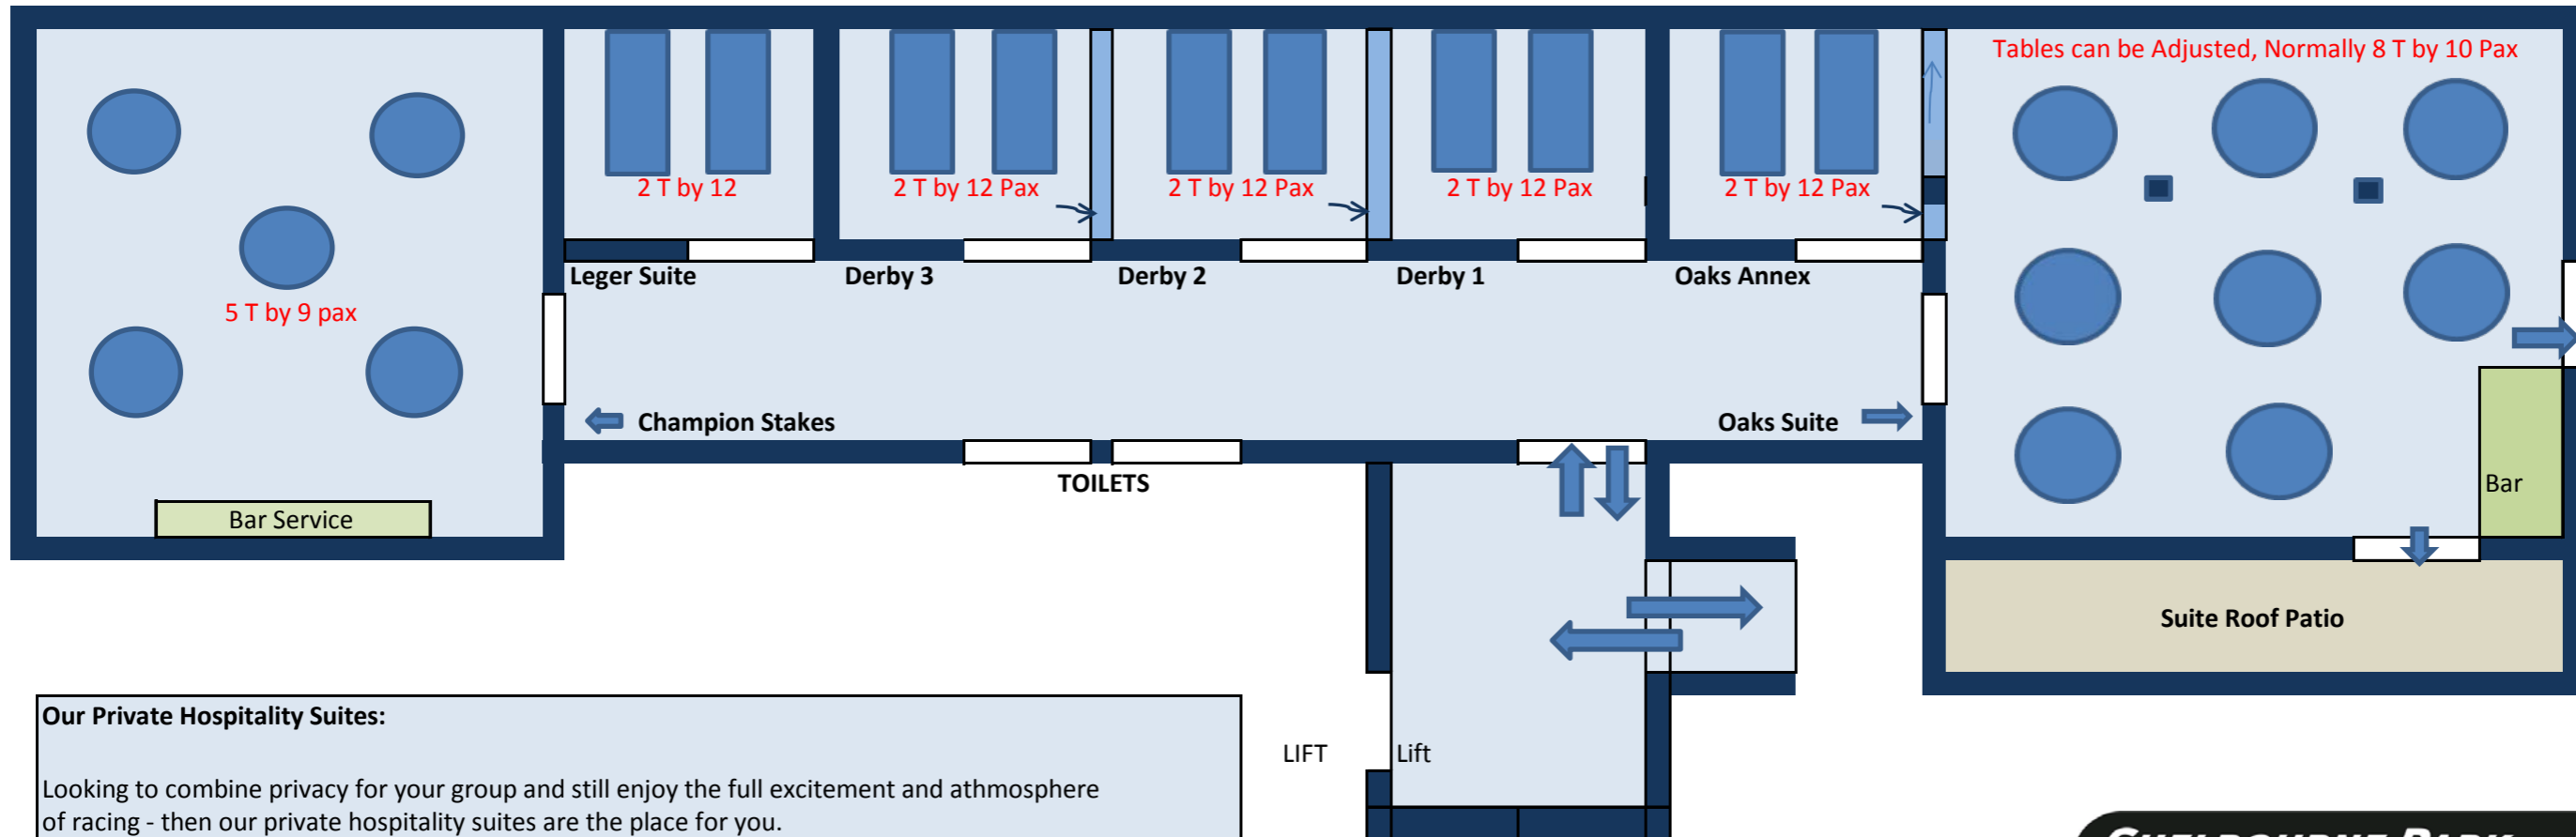 Tables can be Adjusted, Normally 8 T by 10 Pax
2 T by 12
2 T by 12 Pax
2 T by 12 Pax
2 T by 12 Pax
2 T by 12 Pax
Leger Suite
Derby 3
Derby 2
Derby 1
Oaks Annex
5 T by 9 pax
Champion Stakes
Oaks Suite
TOILETS
Bar
Bar Service
Suite Roof Patio
Our Private Hospitality Suites:
LIFT
Lift
Looking to combine privacy for your group and still enjoy the full excitement and athmosphere
of racing - then our private hospitality suites are the place for you.
SHELBOURNE PARK